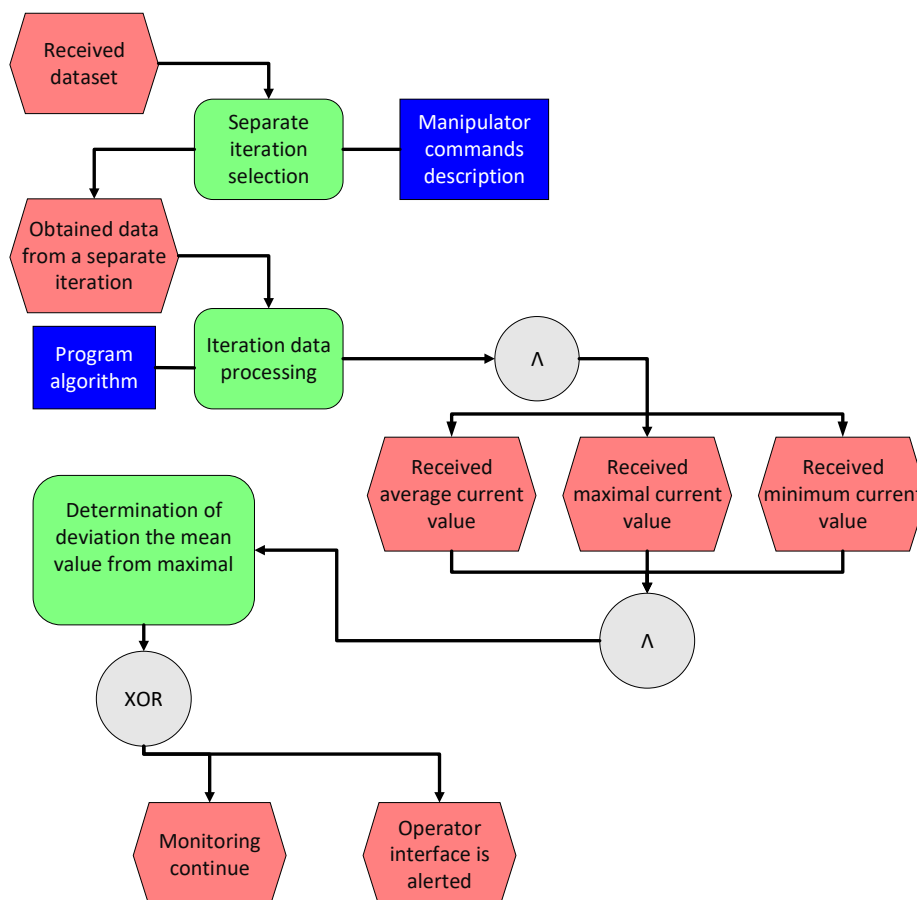 Received
dataset
Separate
iteration
selection
Manipulator
commands
description
Obtained data
from a separate
iteration
Program
algorithm
Iteration data
processing
Λ
Received
average current
value
Received
maximal current
value
Received
minimum current
value
Determination of
deviation the mean
value from maximal
Λ
XOR
Monitoring
continue
Operator
interface is
alerted